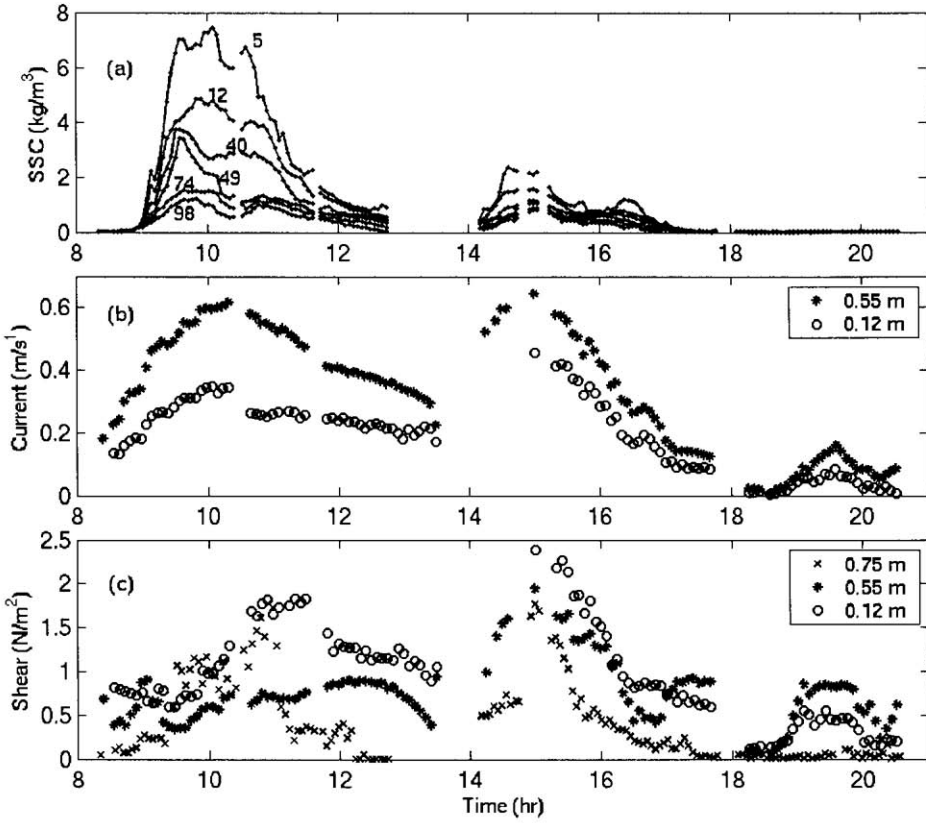 8
6
4
2
0
SSC (kg/m³)
(a)
5
12
40
49
74
98
8 10 12 14 16 18 20
0.6
0.4
0.2
0
Current (m/s¹)
(b)
0.55 m
0.12 m
8 10 12 14 16 18 20
2.5
2
1.5
1
0.5
0
Shear (N/m²)
(c)
0.75 m
0.55 m
0.12 m
8 10 12 14 16 18 20
Time (hr)